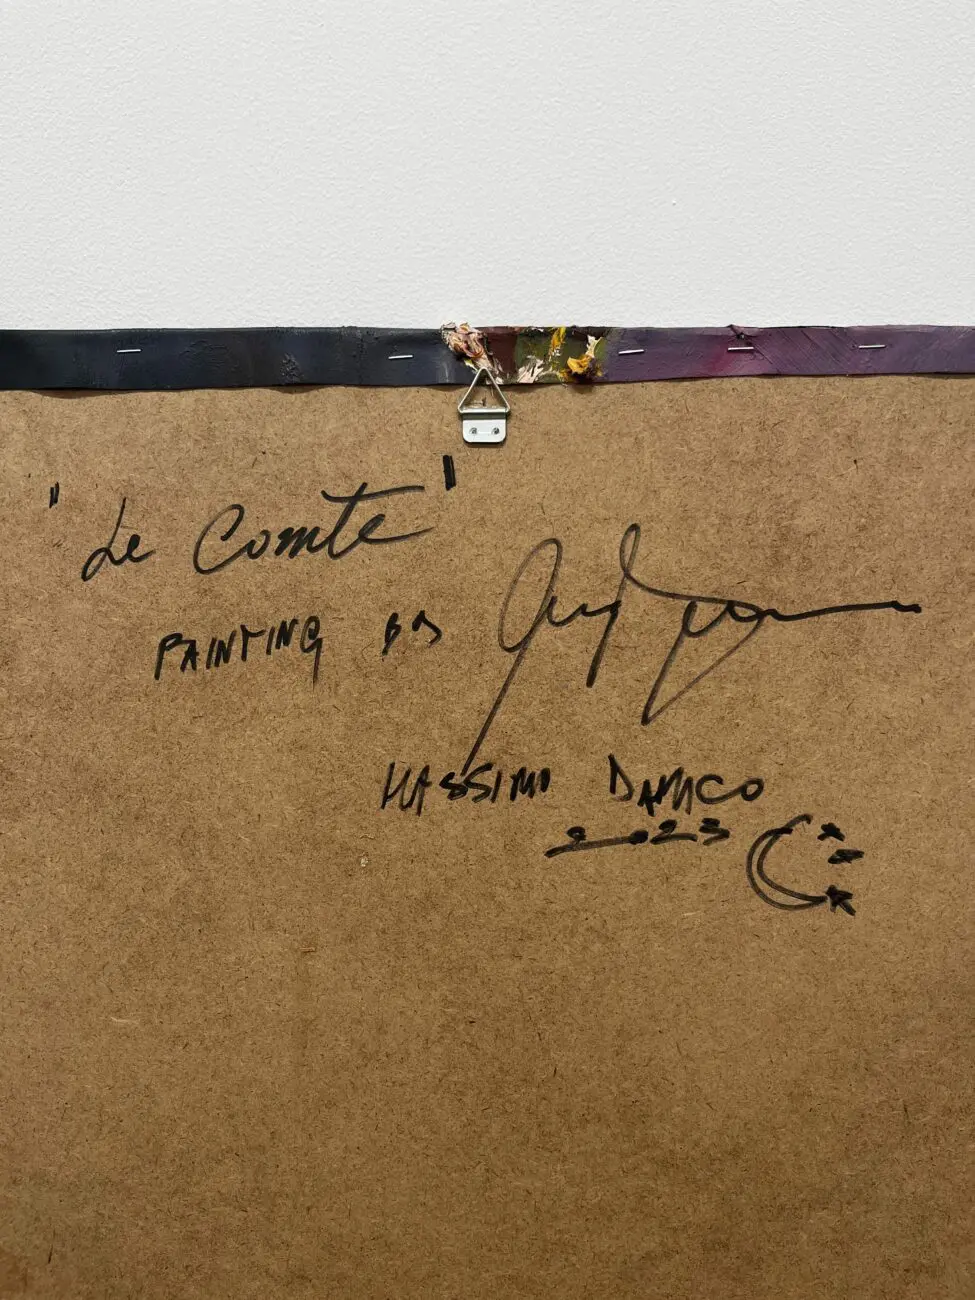 "Le Comte"
PAINTING BY
MASSIMO DAMICO
2023